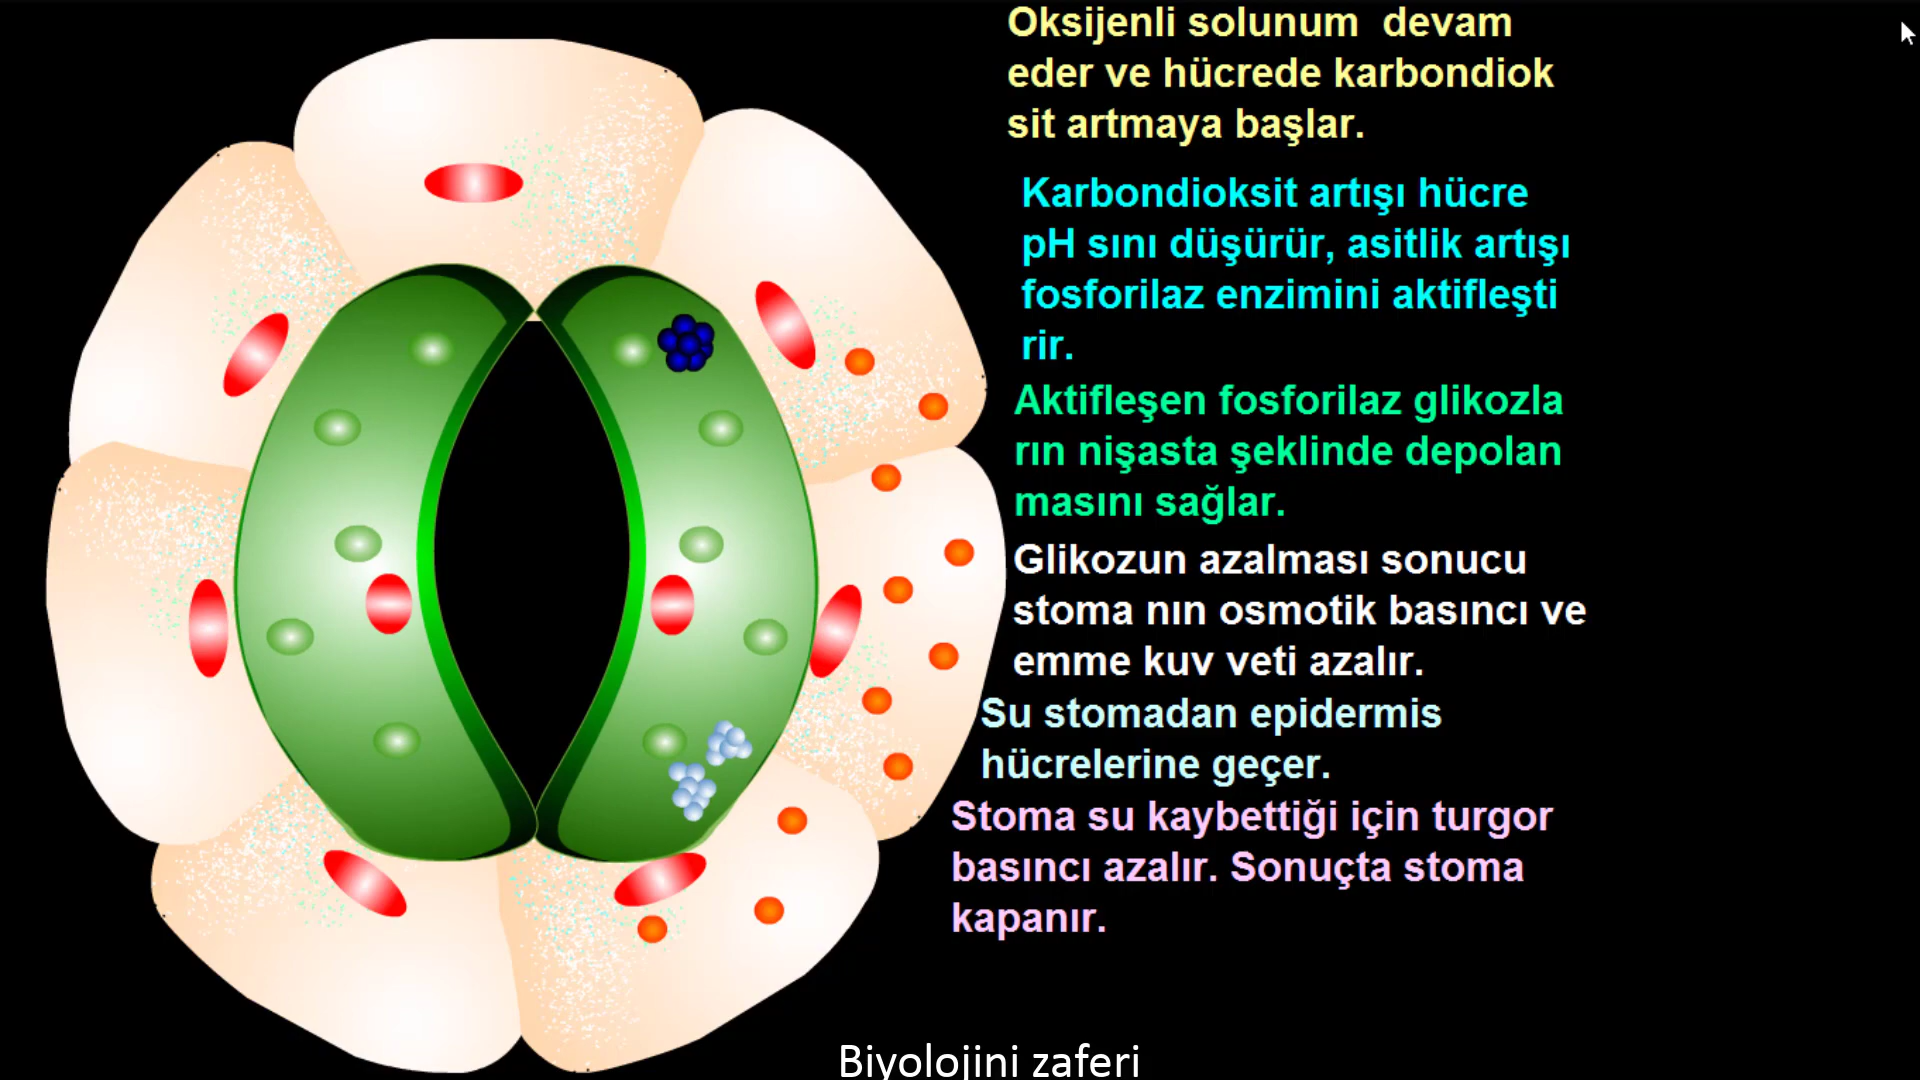 Oksijenli solunum  devam
eder ve hücrede karbondiok
sit artmaya başlar.
Karbondioksit artışı hücre
pH sını düşürür, asitlik artışı
fosforilaz enzimini aktifleşti
rir.
Aktifleşen fosforilaz glikozla
rın nişasta şeklinde depolan
masını sağlar.
Glikozun azalması sonucu
stoma nın osmotik basıncı ve
emme kuv veti azalır.
Su stomadan epidermis
hücrelerine geçer.
Stoma su kaybettiği için turgor
basıncı azalır. Sonuçta stoma
kapanır.
Biyolojini zaferi